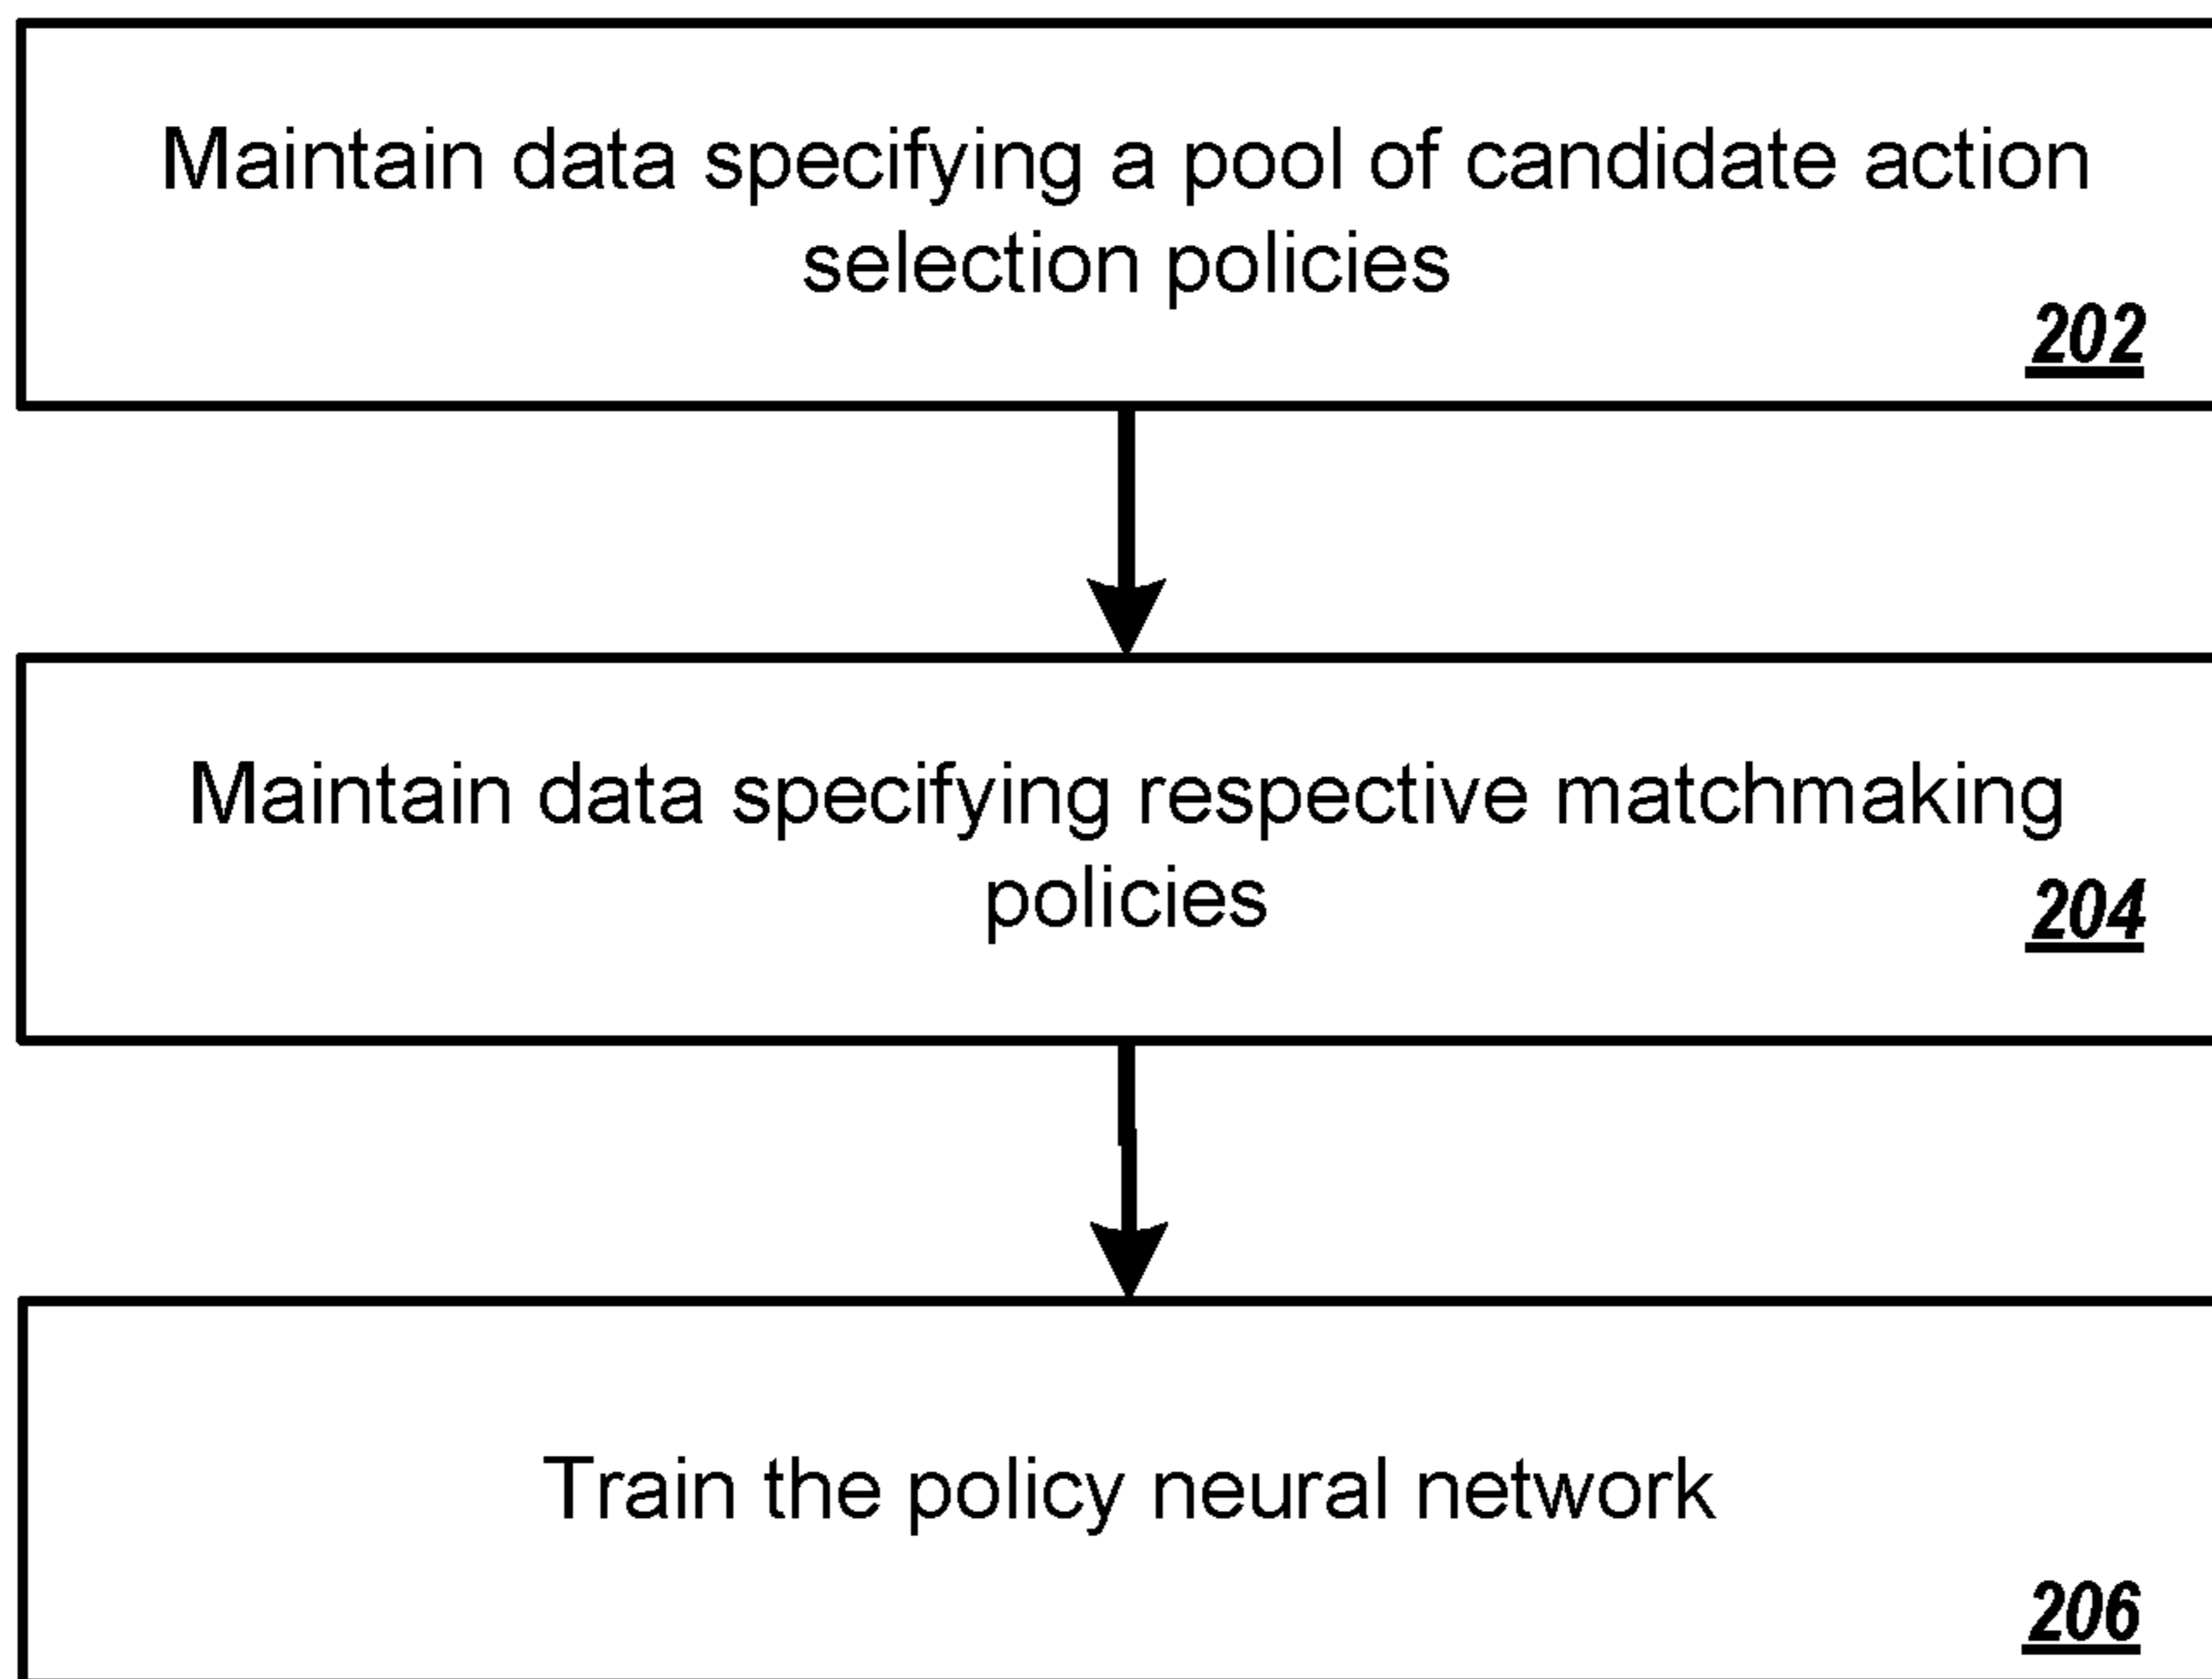 Maintain data specifying a pool of candidate action
selection policies
202
Maintain data specifying respective matchmaking
policies
204
Train the policy neural network
206